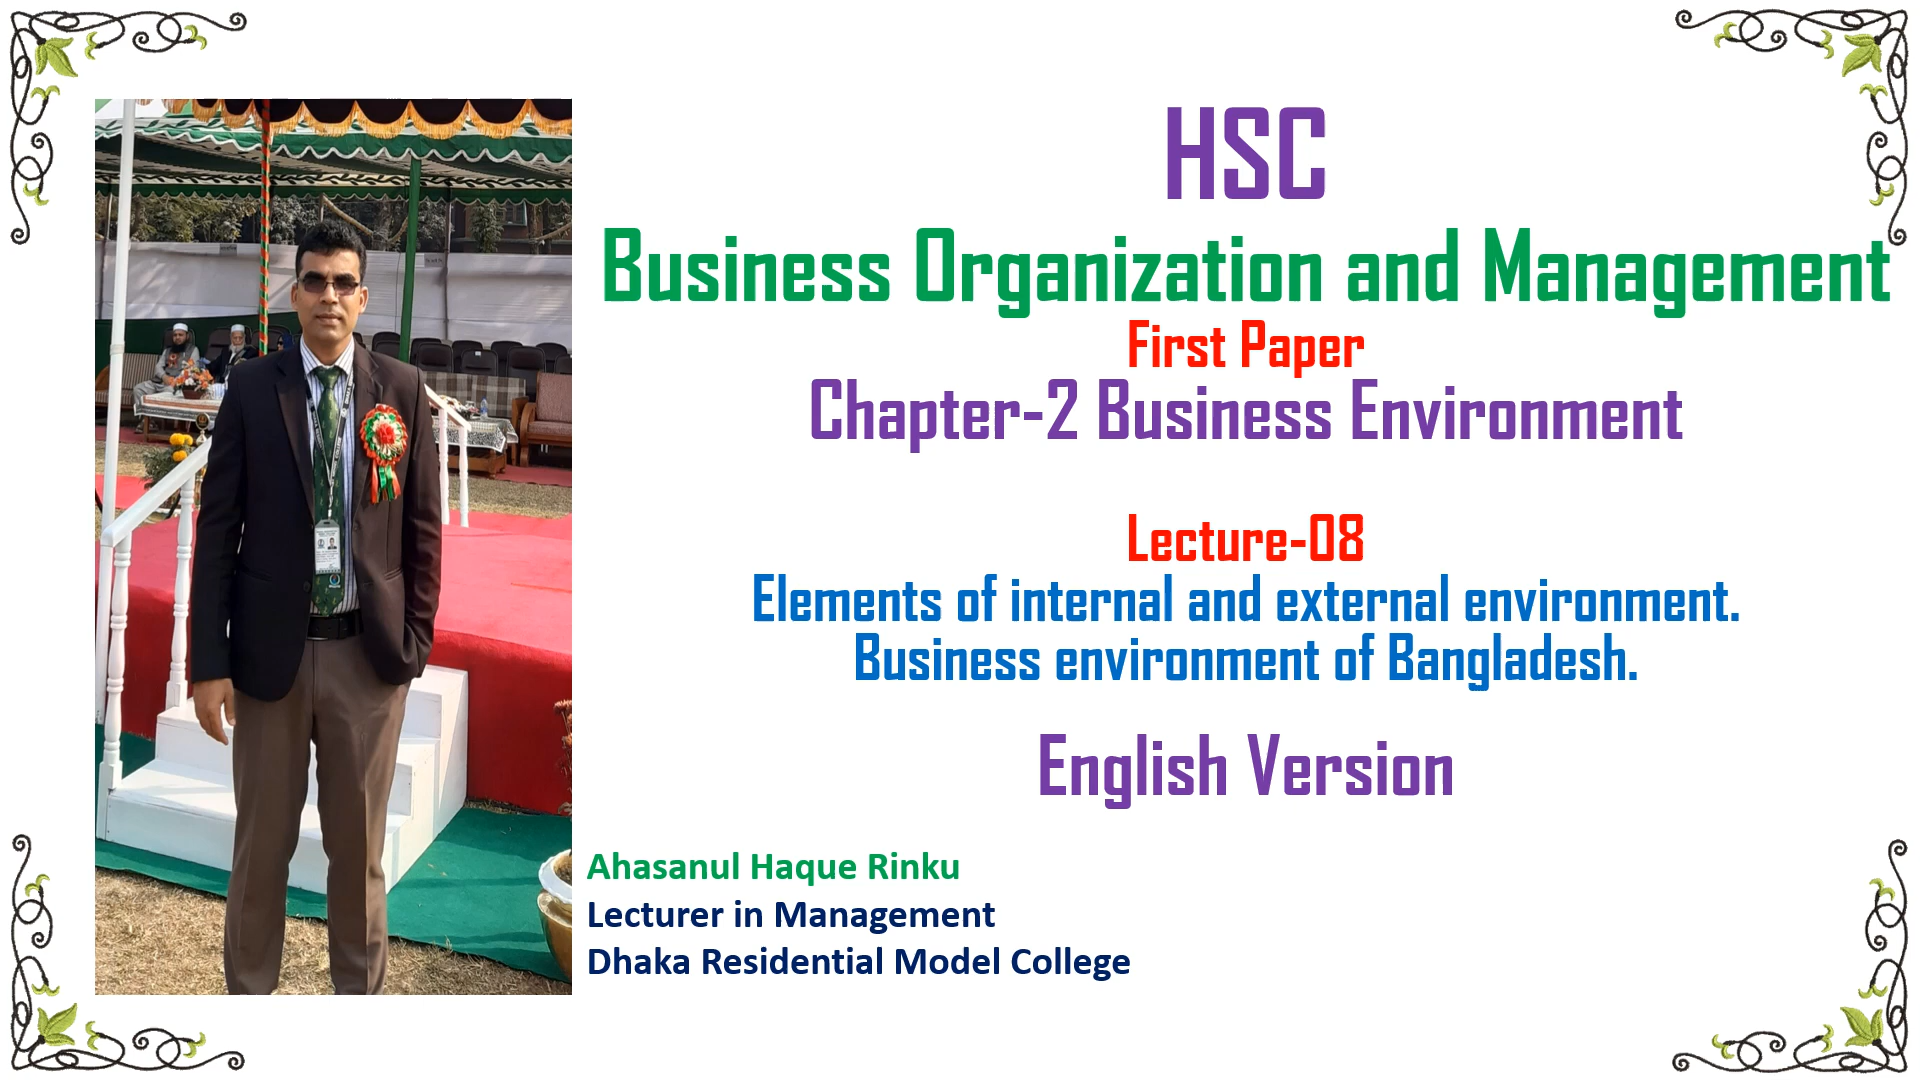 HSC
Business Organization and Management
First Paper
Chapter-2 Business Environment
Lecture-08
Elements of internal and external environment.
Business environment of Bangladesh.
English Version
Ahasanul Haque Rinku
Lecturer in Management
Dhaka Residential Model College